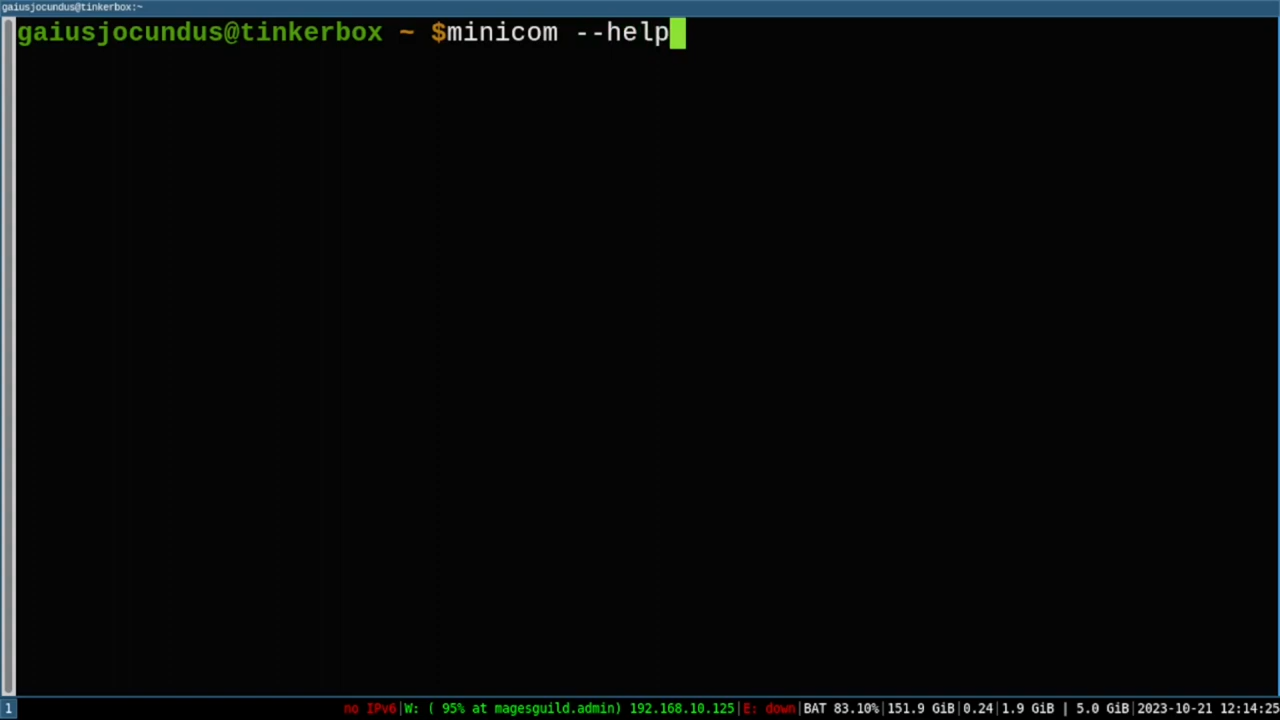 gaiusjocundus@tinkerbox:~
gaiusjocundus@tinkerbox ~ $minicom --help
1 no IPv6|W: ( 95% at magesguild.admin) 192.168.10.125|E: down|BAT 83.10%|151.9 GiB|0.24|1.9 GiB | 5.0 GiB|2023-10-21 12:14:25